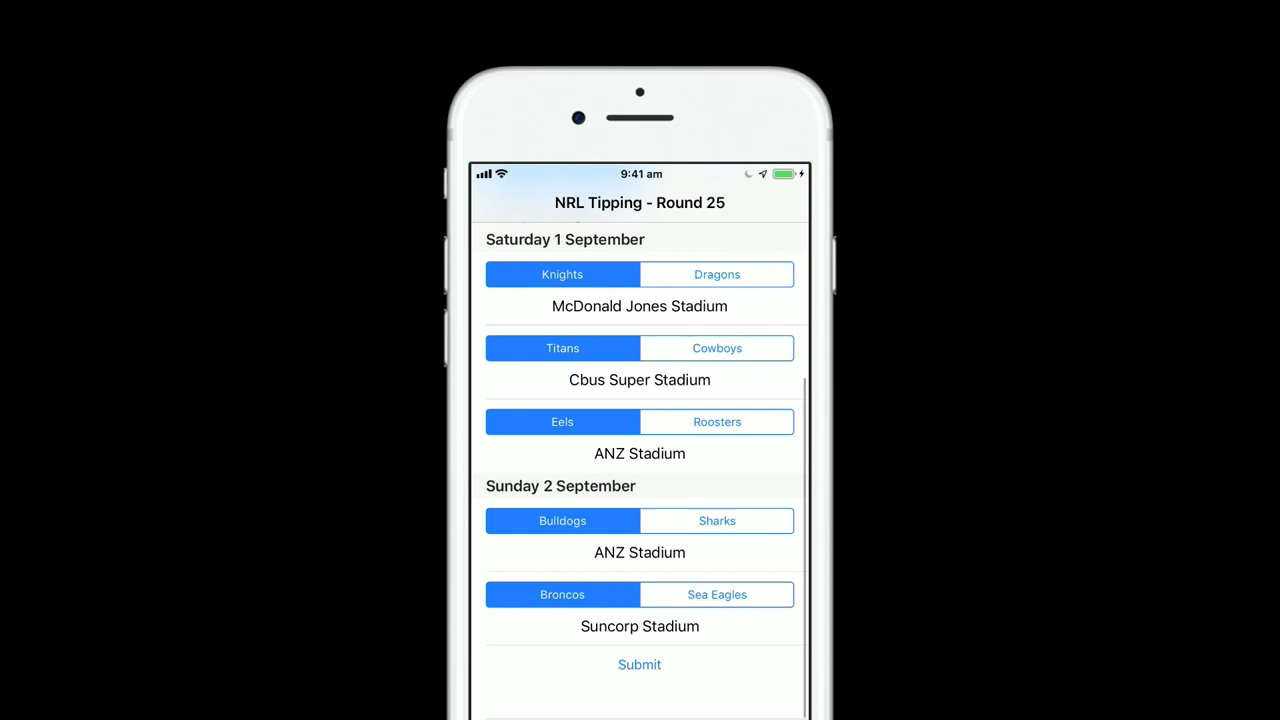 9:41 am
NRL Tipping - Round 25
Saturday 1 September
Knights Dragons
McDonald Jones Stadium
Titans Cowboys
Cbus Super Stadium
Eels Roosters
ANZ Stadium
Sunday 2 September
Bulldogs Sharks
ANZ Stadium
Broncos Sea Eagles
Suncorp Stadium
Submit